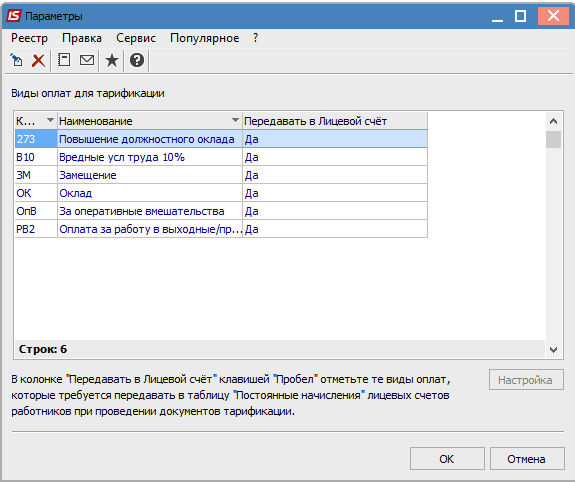 IS Параметры
Реестр Правка Сервис Популярное ?
Виды оплат для тарификации
К... Наименование Передавать в Лицевой счёт
273 Повышение должностного оклада Да
В10 Вредные усл труда 10% Да
ЗМ Замещение Да
ОК Оклад Да
ОпВ За оперативные вмешательства Да
РВ2 Оплата за работу в выходные/пр... Да
Строк: 6
В колонке "Передавать в Лицевой счёт" клавишей "Пробел" отметьте те виды оплат,
которые требуется передавать в таблицу "Постоянные начисления" лицевых счетов
работников при проведении документов тарификации.
Настройка
ОК Отмена